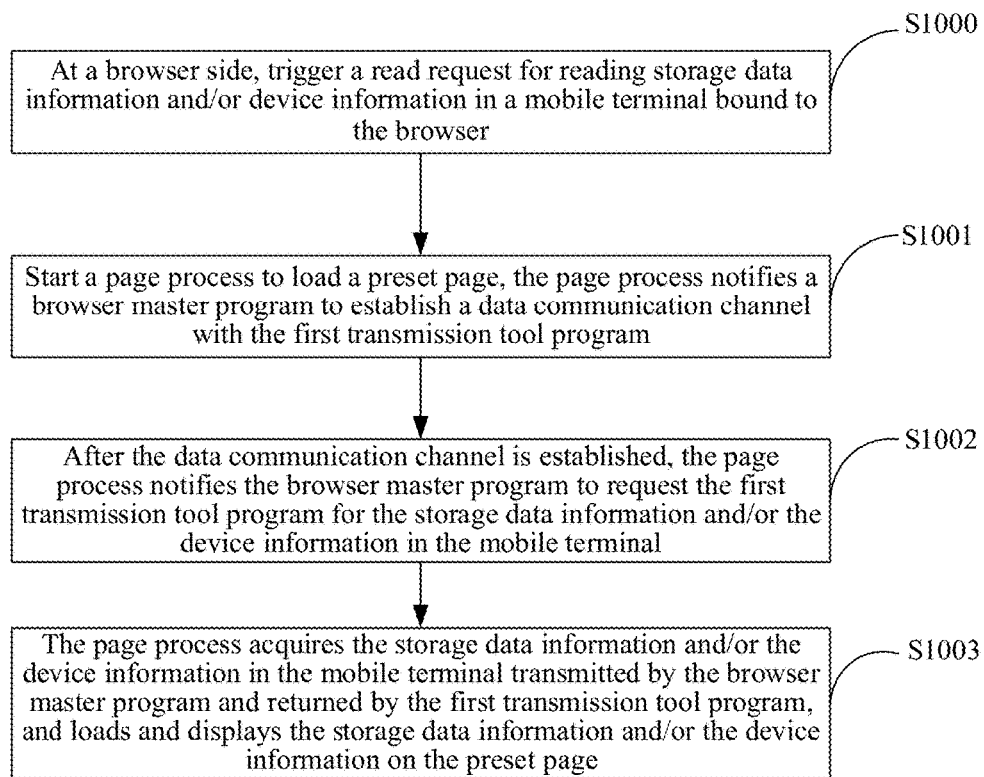 S1000
At a browser side, trigger a read request for reading storage data
information and/or device information in a mobile terminal bound to
the browser
S1001
Start a page process to load a preset page, the page process notifies a
browser master program to establish a data communication channel
with the first transmission tool program
S1002
After the data communication channel is established, the page
process notifies the browser master program to request the first
transmission tool program for the storage data information and/or the
device information in the mobile terminal
S1003
The page process acquires the storage data information and/or the
device information in the mobile terminal transmitted by the browser
master program and returned by the first transmission tool program,
and loads and displays the storage data information and/or the device
information on the preset page